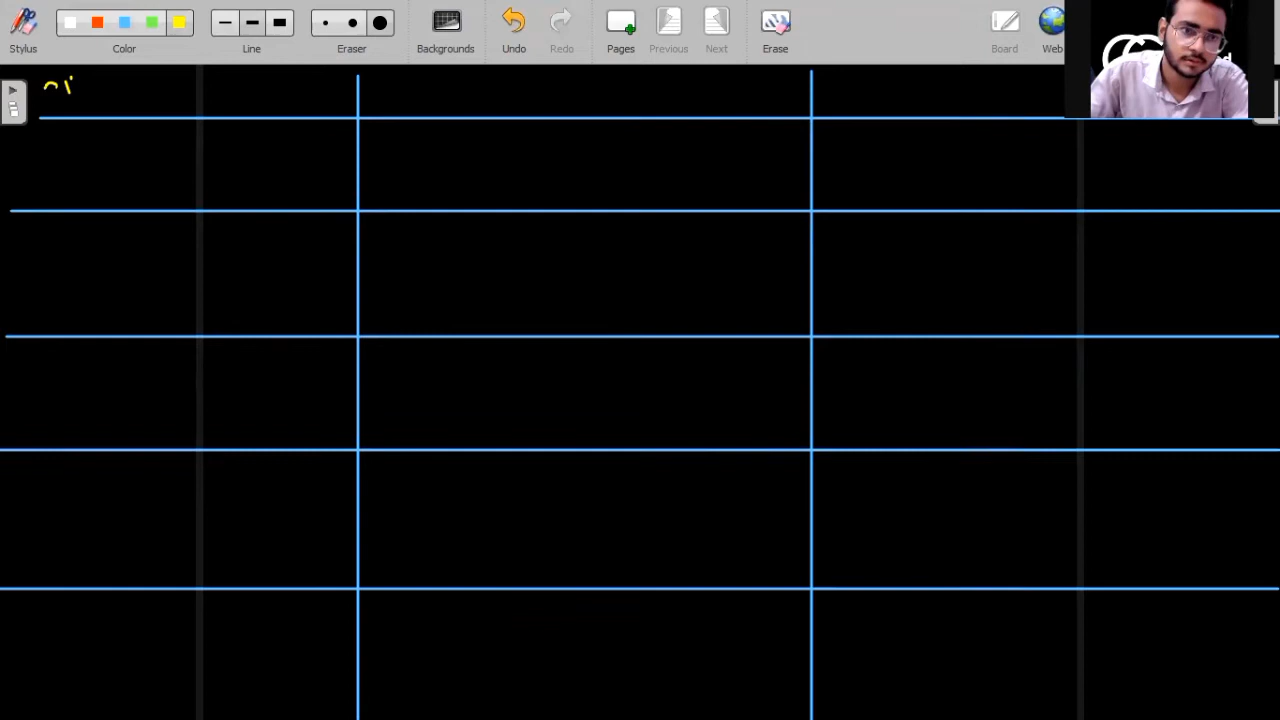 Stylus
Color
Line
Eraser
Backgrounds
Undo
Redo
Pages
Previous
Next
Erase
Board
Web